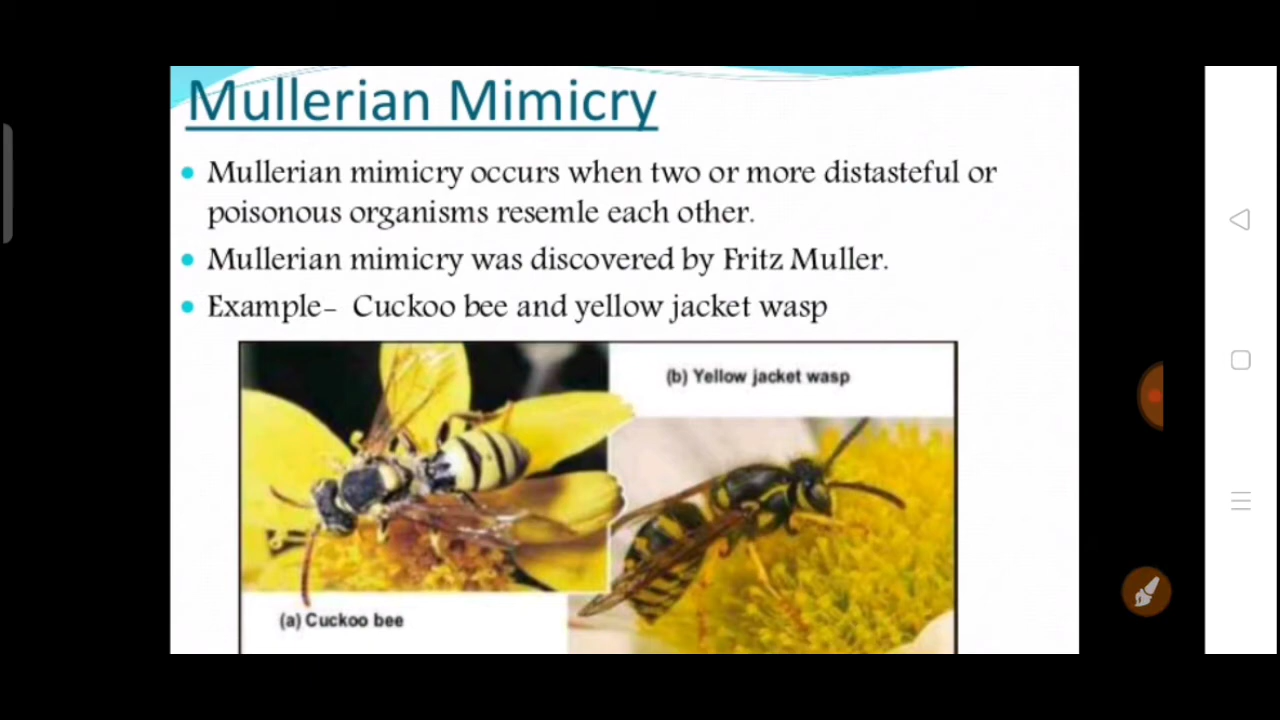 Mullerian Mimicry
Mullerian mimicry occurs when two or more distasteful or
poisonous organisms resemle each other.
Mullerian mimicry was discovered by Fritz Muller.
Example- Cuckoo bee and yellow jacket wasp
(b) Yellow jacket wasp
(a) Cuckoo bee